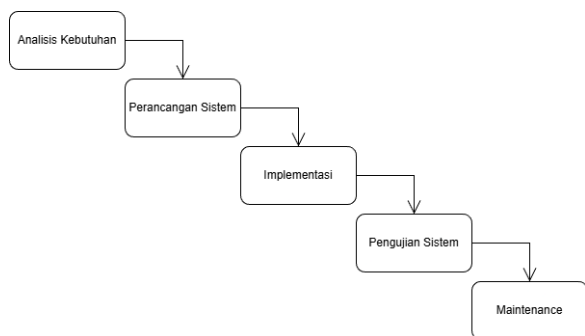 Analisis Kebutuhan
Perancangan Sistem
Implementasi
Pengujian Sistem
Maintenance